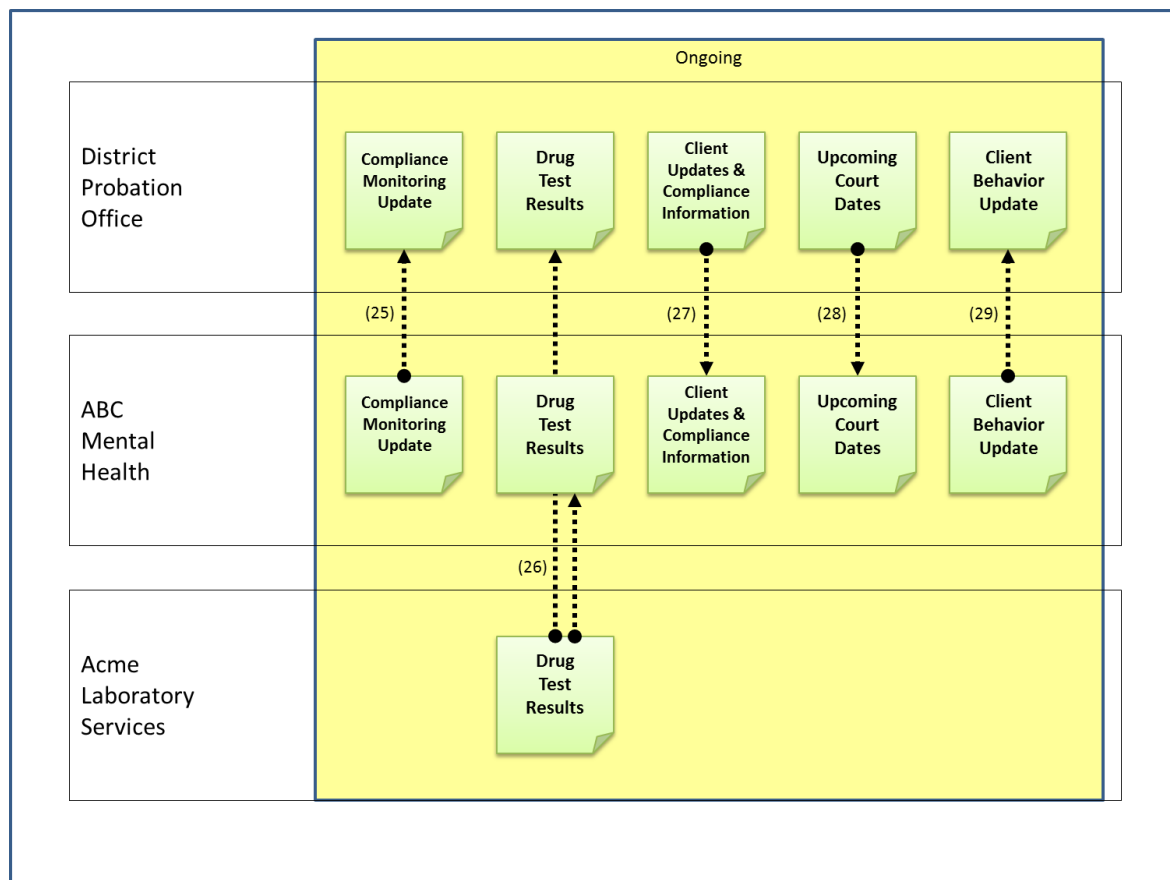 Ongoing
District
Probation
Office
Compliance
Monitoring
Update
Drug
Test
Results
Client
Updates &
Compliance
Information
Upcoming
Court
Dates
Client
Behavior
Update
(25)
(27)
(28)
(29)
ABC
Mental
Health
Compliance
Monitoring
Update
Drug
Test
Results
Client
Updates &
Compliance
Information
Upcoming
Court
Dates
Client
Behavior
Update
(26)
Acme
Laboratory
Services
Drug
Test
Results